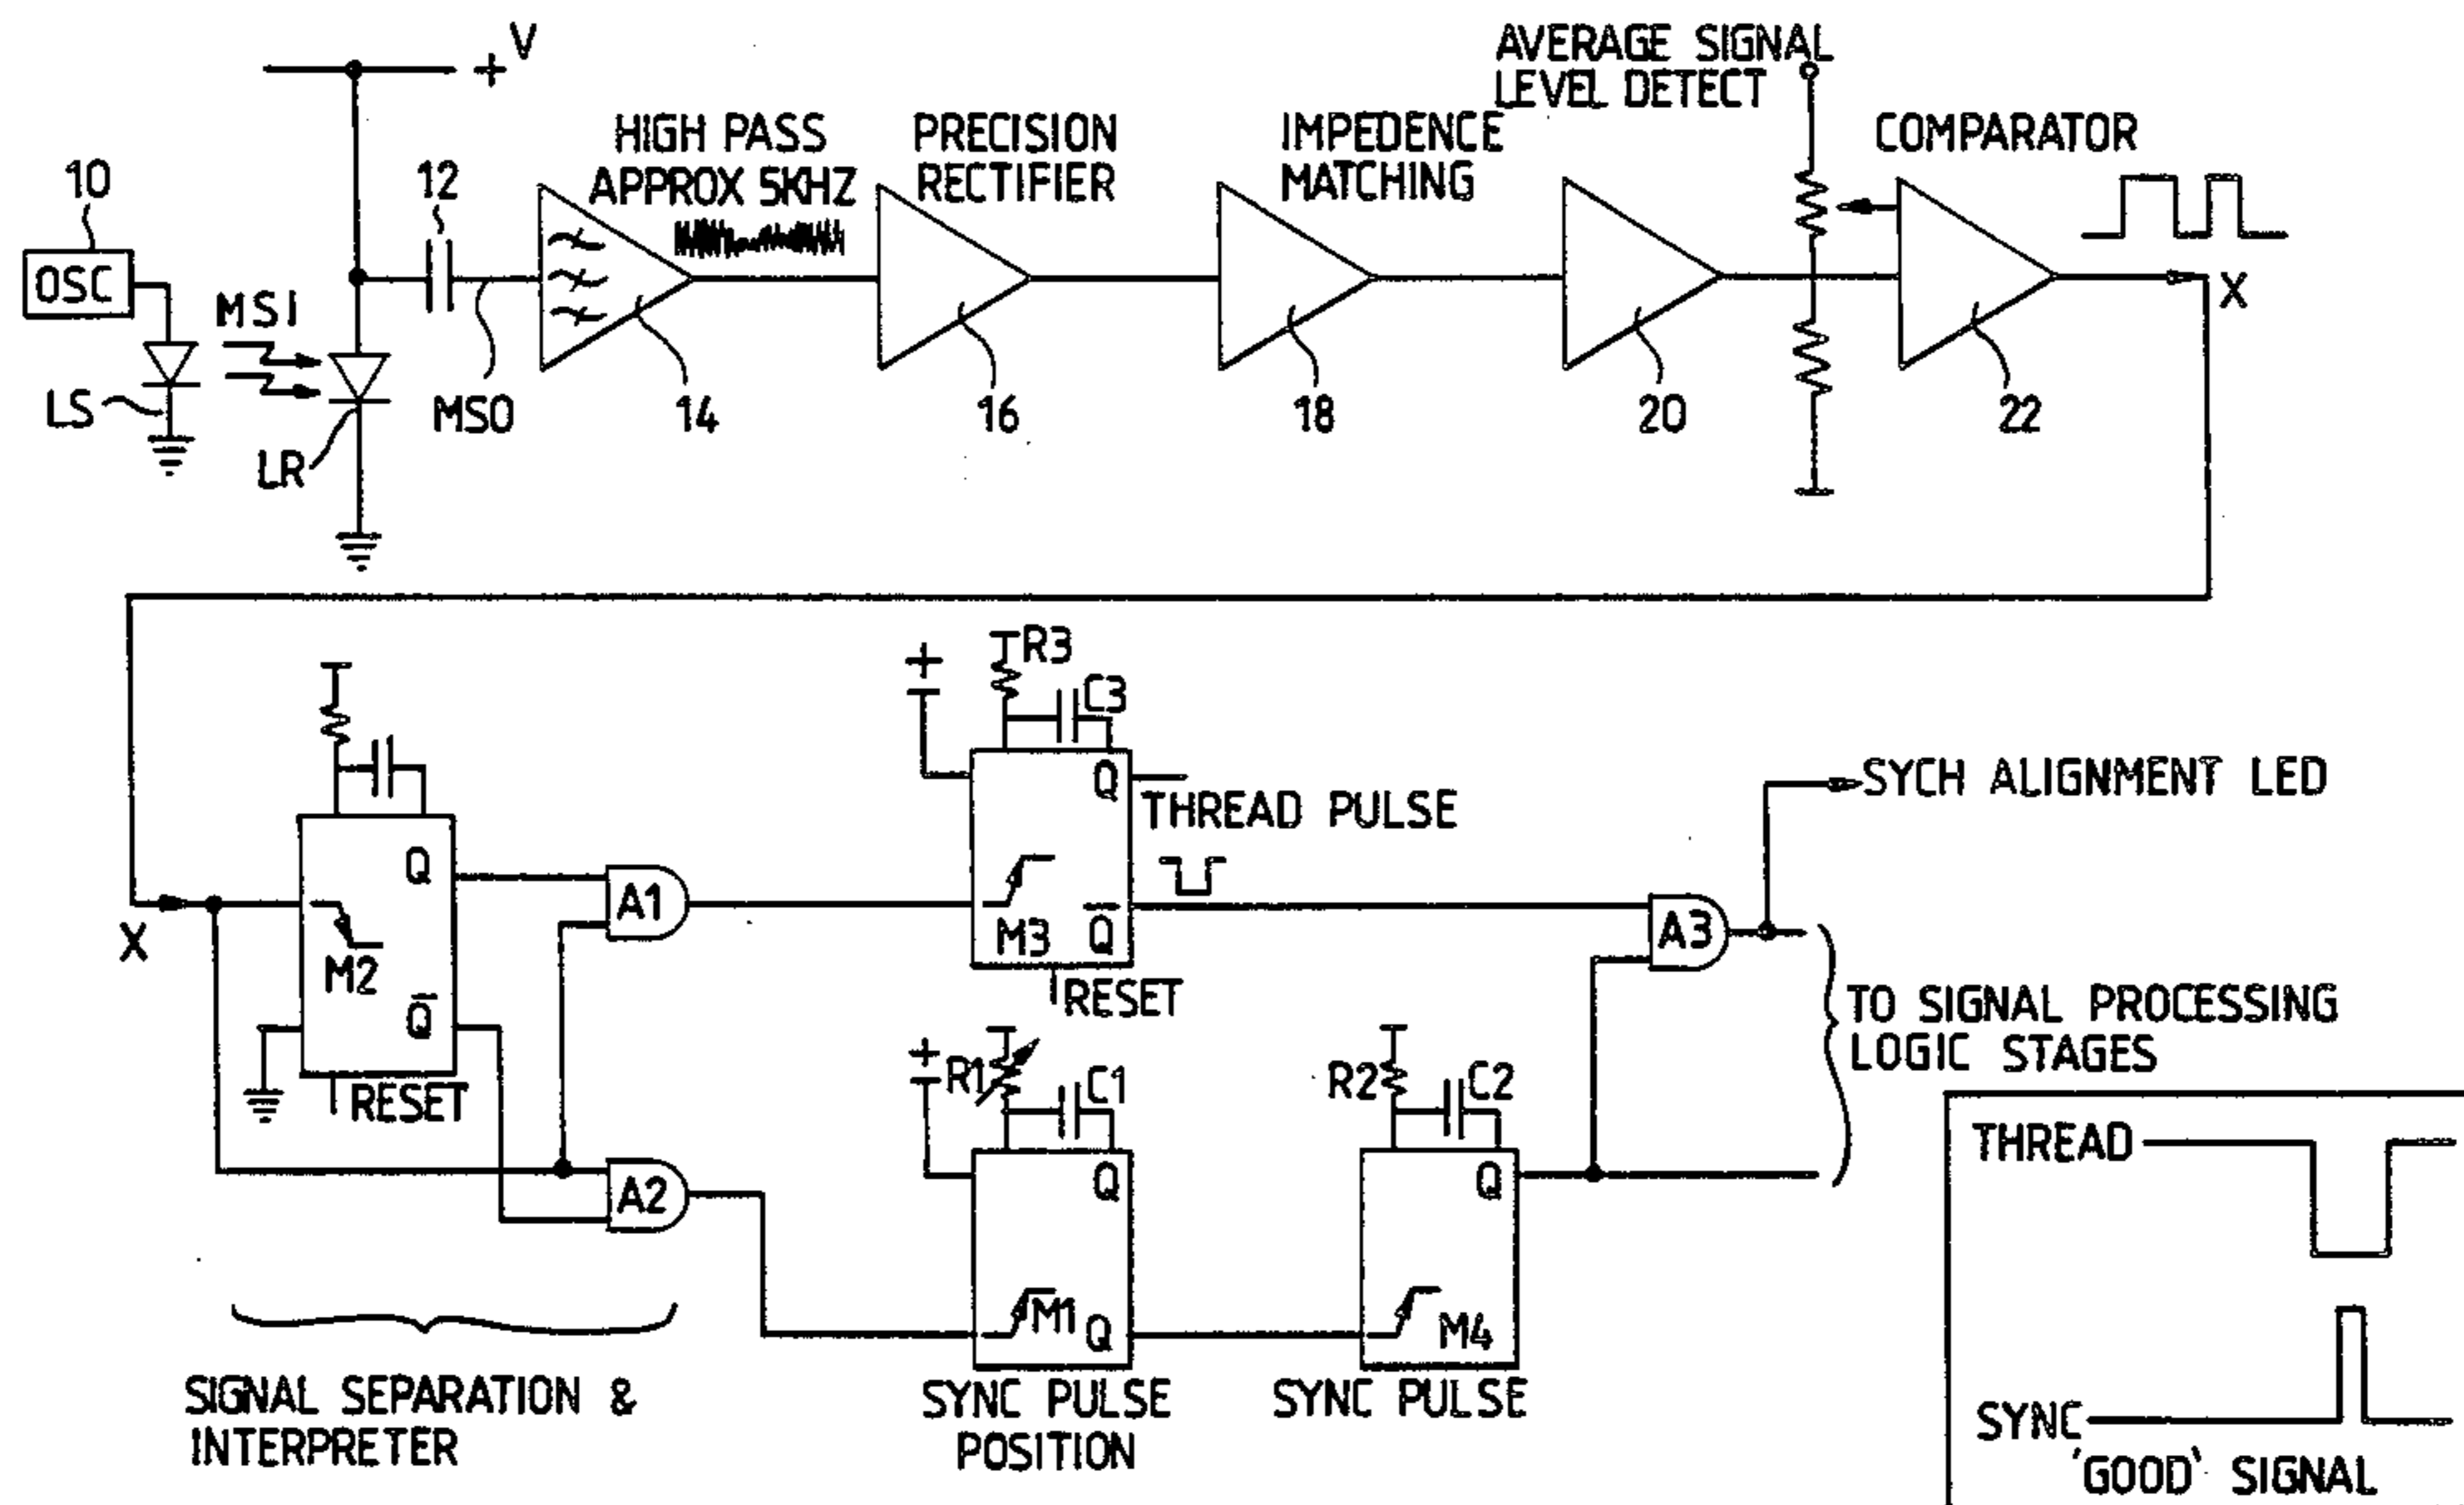 +V
AVERAGE SIGNAL
LEVEL DETECT
HIGH PASS
APPROX 5KHZ
PRECISION
RECTIFIER
IMPEDENCE
MATCHING
COMPARATOR
10
12
OSC
MSI
LS
LR
MSO
14
16
18
20
22
X
R3
C3
+
Q
THREAD PULSE
SYCH ALIGNMENT LED
X
Q
M2
Q̅
RESET
A1
M3
Q̅
RESET
A3
TO SIGNAL PROCESSING
LOGIC STAGES
+
R1
C1
R2
C2
A2
Q
M1
Q
Q
M4
SIGNAL SEPARATION &
INTERPRETER
SYNC PULSE
POSITION
SYNC PULSE
THREAD
SYNC
'GOOD' SIGNAL